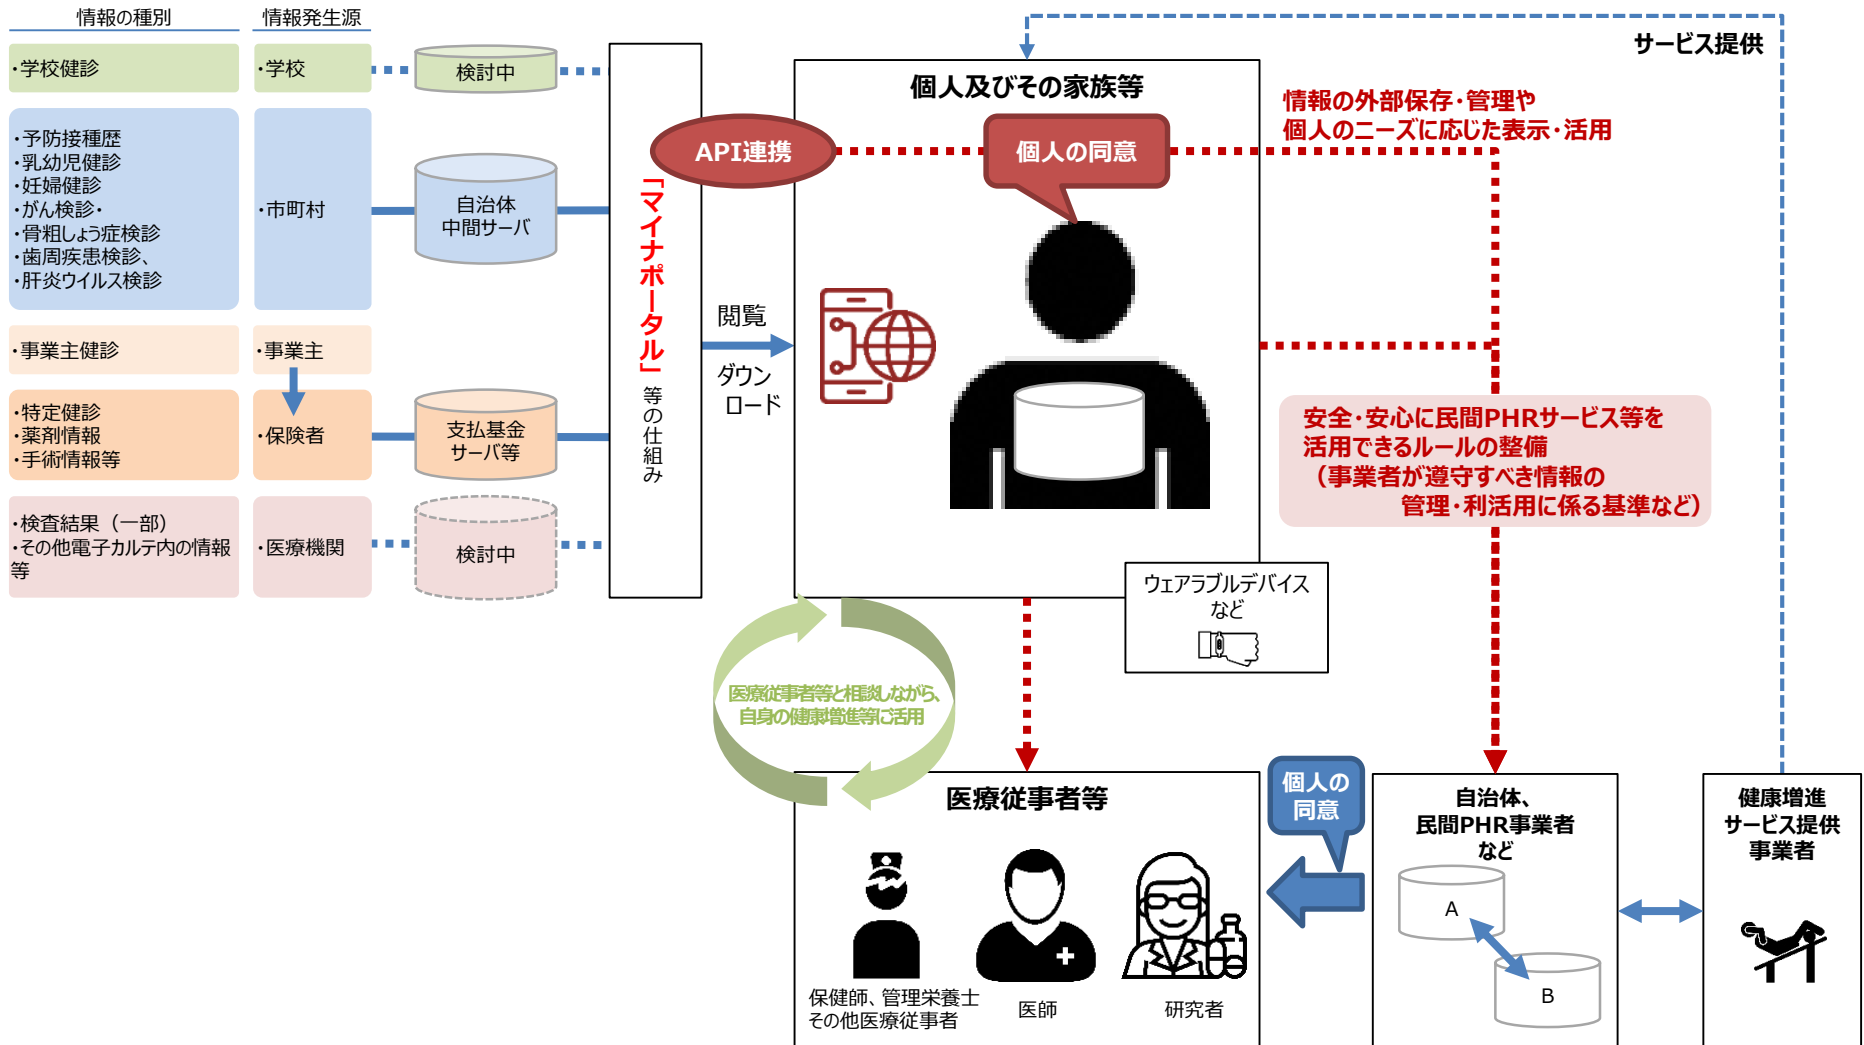 情報の種別
情報発生源
・学校健診
・学校
検討中
・予防接種歴
・乳幼児健診
・妊婦健診
・がん検診・
・骨粗しょう症検診
・歯周疾患検診、
・肝炎ウイルス検診
・市町村
自治体
中間サーバ
・事業主健診
・事業主
・特定健診
・薬剤情報
・手術情報等
・保険者
支払基金
サーバ等
・検査結果（一部）
・その他電子カルテ内の情報
等
・医療機関
検討中
「マイナポータル」等の仕組み
API連携
閲覧
ダウン
ロード
個人及びその家族等
個人の同意
サービス提供
情報の外部保存・管理や
個人のニーズに応じた表示・活用
安全・安心に民間PHRサービス等を
活用できるルールの整備
（事業者が遵守すべき情報の
管理・利活用に係る基準など）
ウェアラブルデバイス
など
医療従事者等と相談しながら、
自身の健康増進等に活用
医療従事者等
保健師、管理栄養士
その他医療従事者
医師
研究者
個人の
同意
自治体、
民間PHR事業者
など
A
B
健康増進
サービス提供
事業者